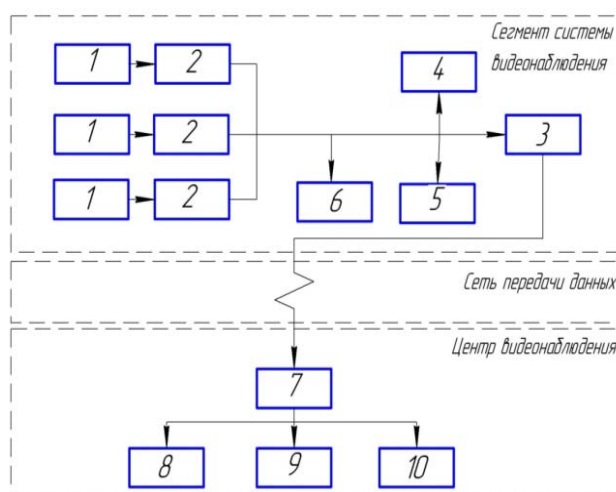 Сегмент системы
видеонаблюдения
1 2
4
1 2 3
1 2 6 5
Сеть передачи данных
Центр видеонаблюдения
7
8 9 10